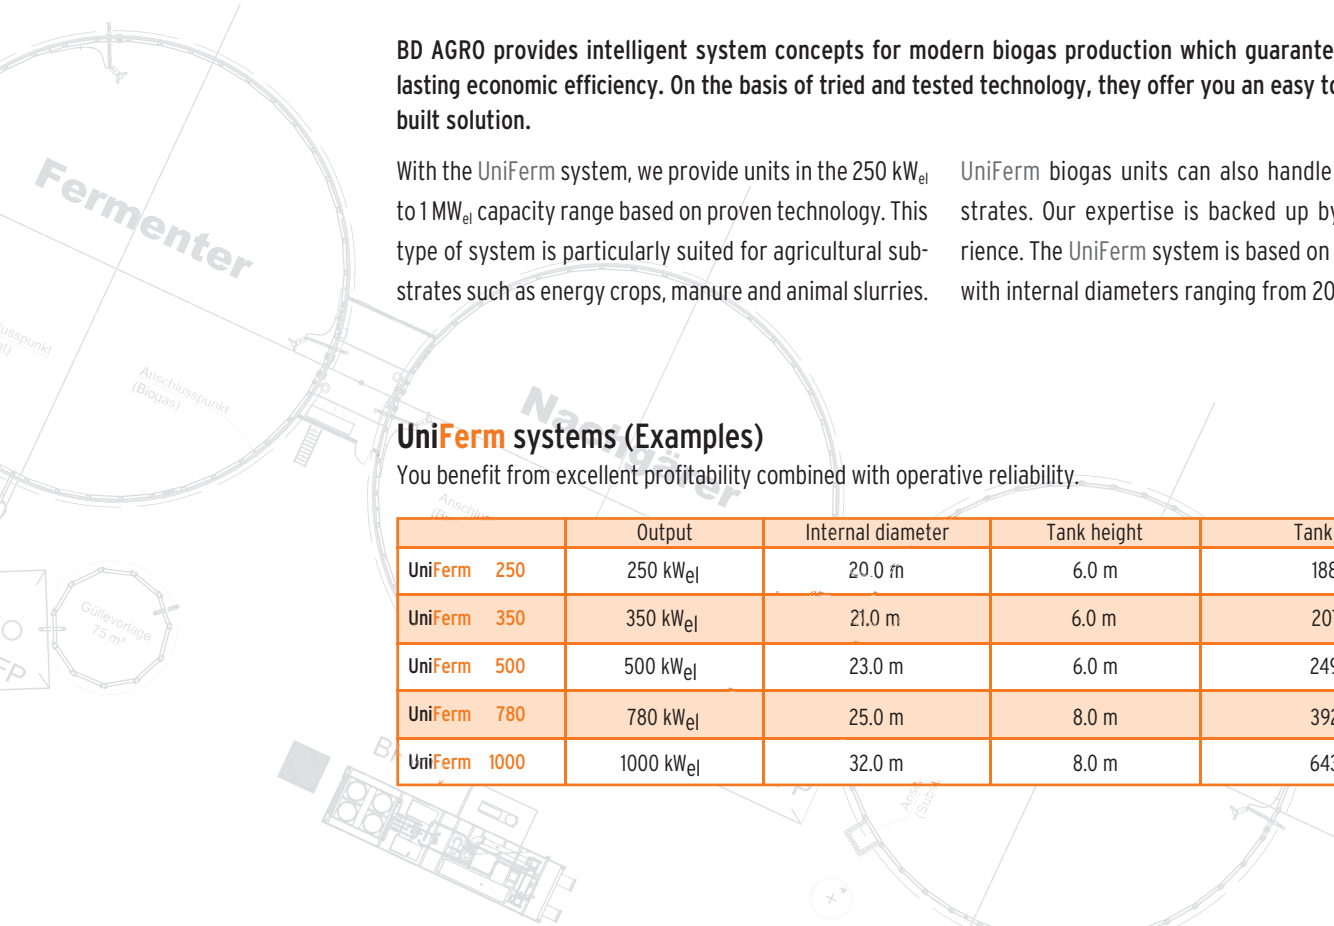 BD AGRO provides intelligent system concepts for modern biogas production which guarante
lasting economic efficiency. On the basis of tried and tested technology, they offer you an easy to
built solution.
With the UniFerm system, we provide units in the 250 kWel
to 1 MWel capacity range based on proven technology. This
type of system is particularly suited for agricultural sub-
strates such as energy crops, manure and animal slurries.
UniFerm biogas units can also handle
strates. Our expertise is backed up by
rience. The UniFerm system is based on
with internal diameters ranging from 20
Fermenter
Anschlusspunkt
(Biogas)
Nachgärer
UniFerm systems (Examples)
You benefit from excellent profitability combined with operative reliability.
Output Internal diameter Tank height Tank
UniFerm 250 250 kWel 20.0 m 6.0 m 188
UniFerm 350 350 kWel 21.0 m 6.0 m 207
UniFerm 500 500 kWel 23.0 m 6.0 m 249
UniFerm 780 780 kWel 25.0 m 8.0 m 392
UniFerm 1000 1000 kWel 32.0 m 8.0 m 643
Güllevorlage
75 m³